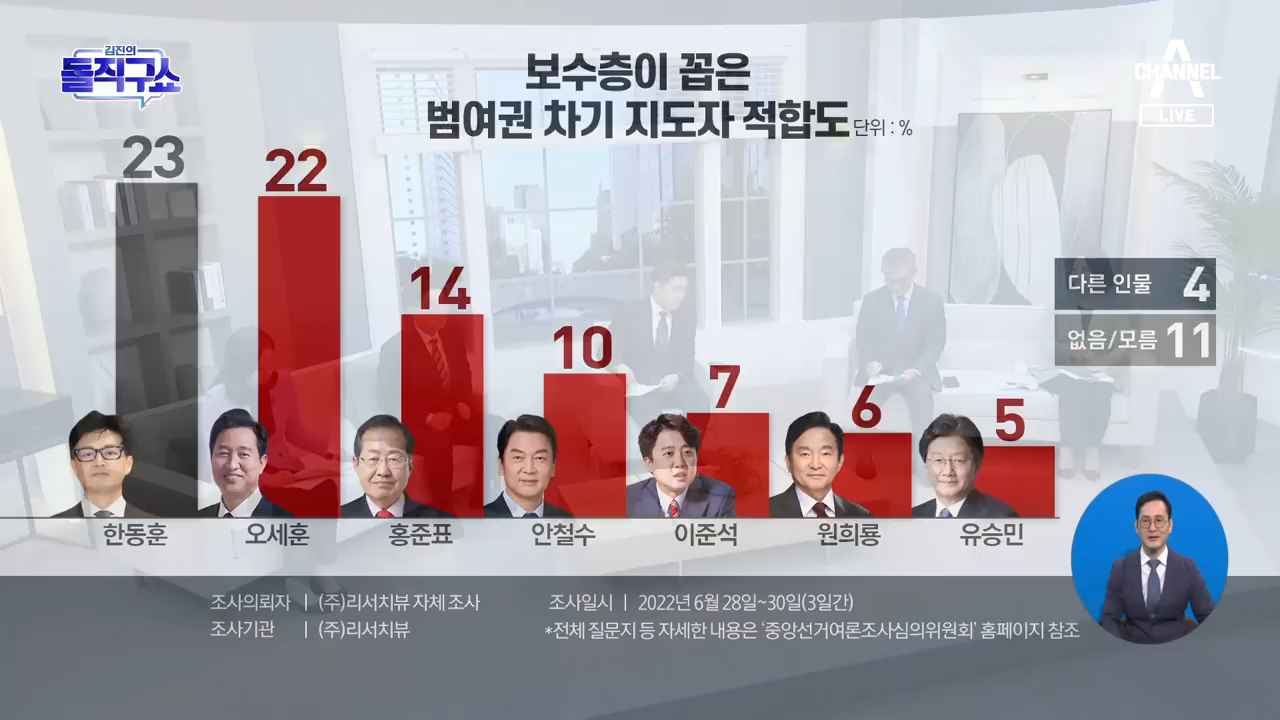 김진의
돌직구쇼
CHANNEL A
LIVE
보수층이 꼽은
범여권 차기 지도자 적합도 단위 : %
23
22
14
10
7
6
5
다른 인물 4
없음/모름 11
한동훈
오세훈
홍준표
안철수
이준석
원희룡
유승민
조사의뢰자 | (주)리서치뷰 자체 조사
조사일시 | 2022년 6월 28일~30일(3일간)
조사기관 | (주)리서치뷰
*전체 질문지 등 자세한 내용은 '중앙선거여론조사심의위원회' 홈페이지 참조